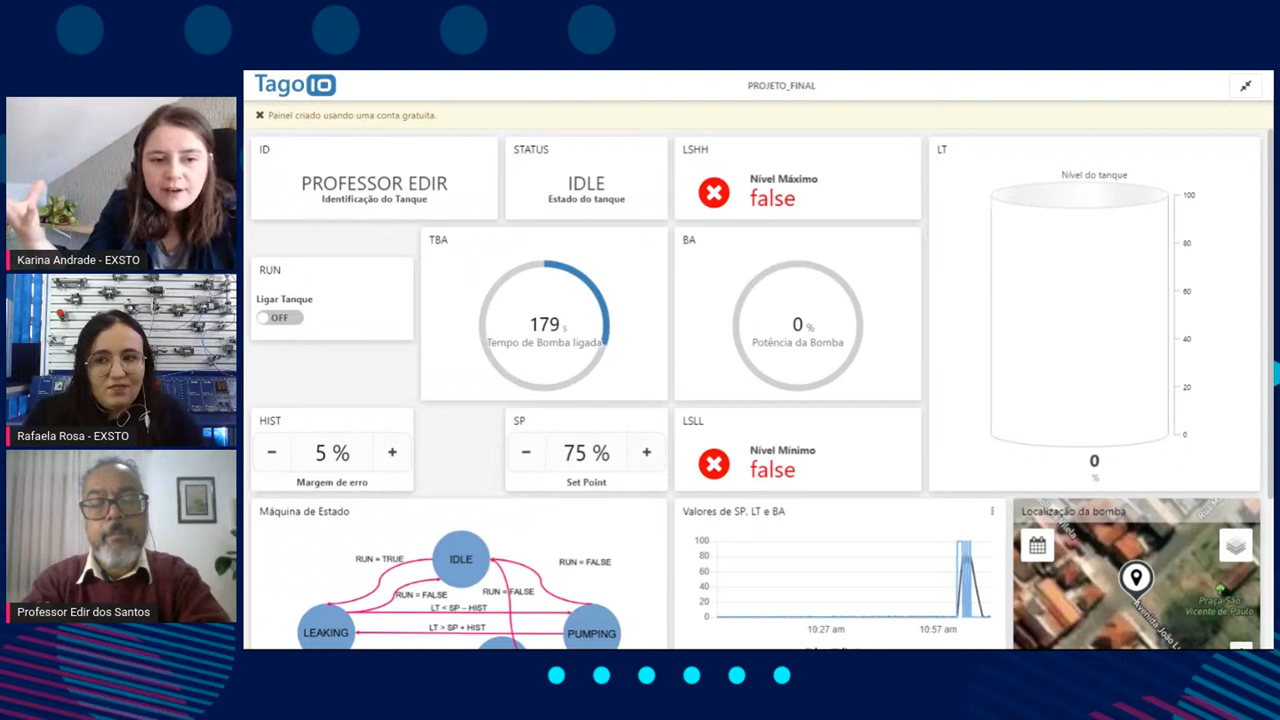 Tago IO
PROJETO_FINAL
Painel criado usando uma conta gratuita.
ID
PROFESSOR EDIR
Identificação do Tanque
STATUS
IDLE
Estado do tanque
LSHH
Nível Máximo
false
LT
Nível do tanque
100
80
60
40
20
0
0
%
RUN
Ligar Tanque
OFF
TBA
179 s
Tempo de Bomba ligada
BA
0 %
Potência da Bomba
HIST
- 5 % +
Margem de erro
SP
- 75 % +
Set Point
LSLL
Nível Mínimo
false
Máquina de Estado
IDLE
RUN = TRUE
RUN = FALSE
RUN = FALSE
RUN = FALSE
LT < SP – HIST
LEAKING
LT > SP + HIST
PUMPING
Valores de SP, LT e BA
100
80
60
40
20
0
10:27 am
10:57 am
Localização da bomba
Praça São
Vicente de Paulo
Avenida João L
Karina Andrade - EXSTO
Rafaela Rosa - EXSTO
Professor Edir dos Santos